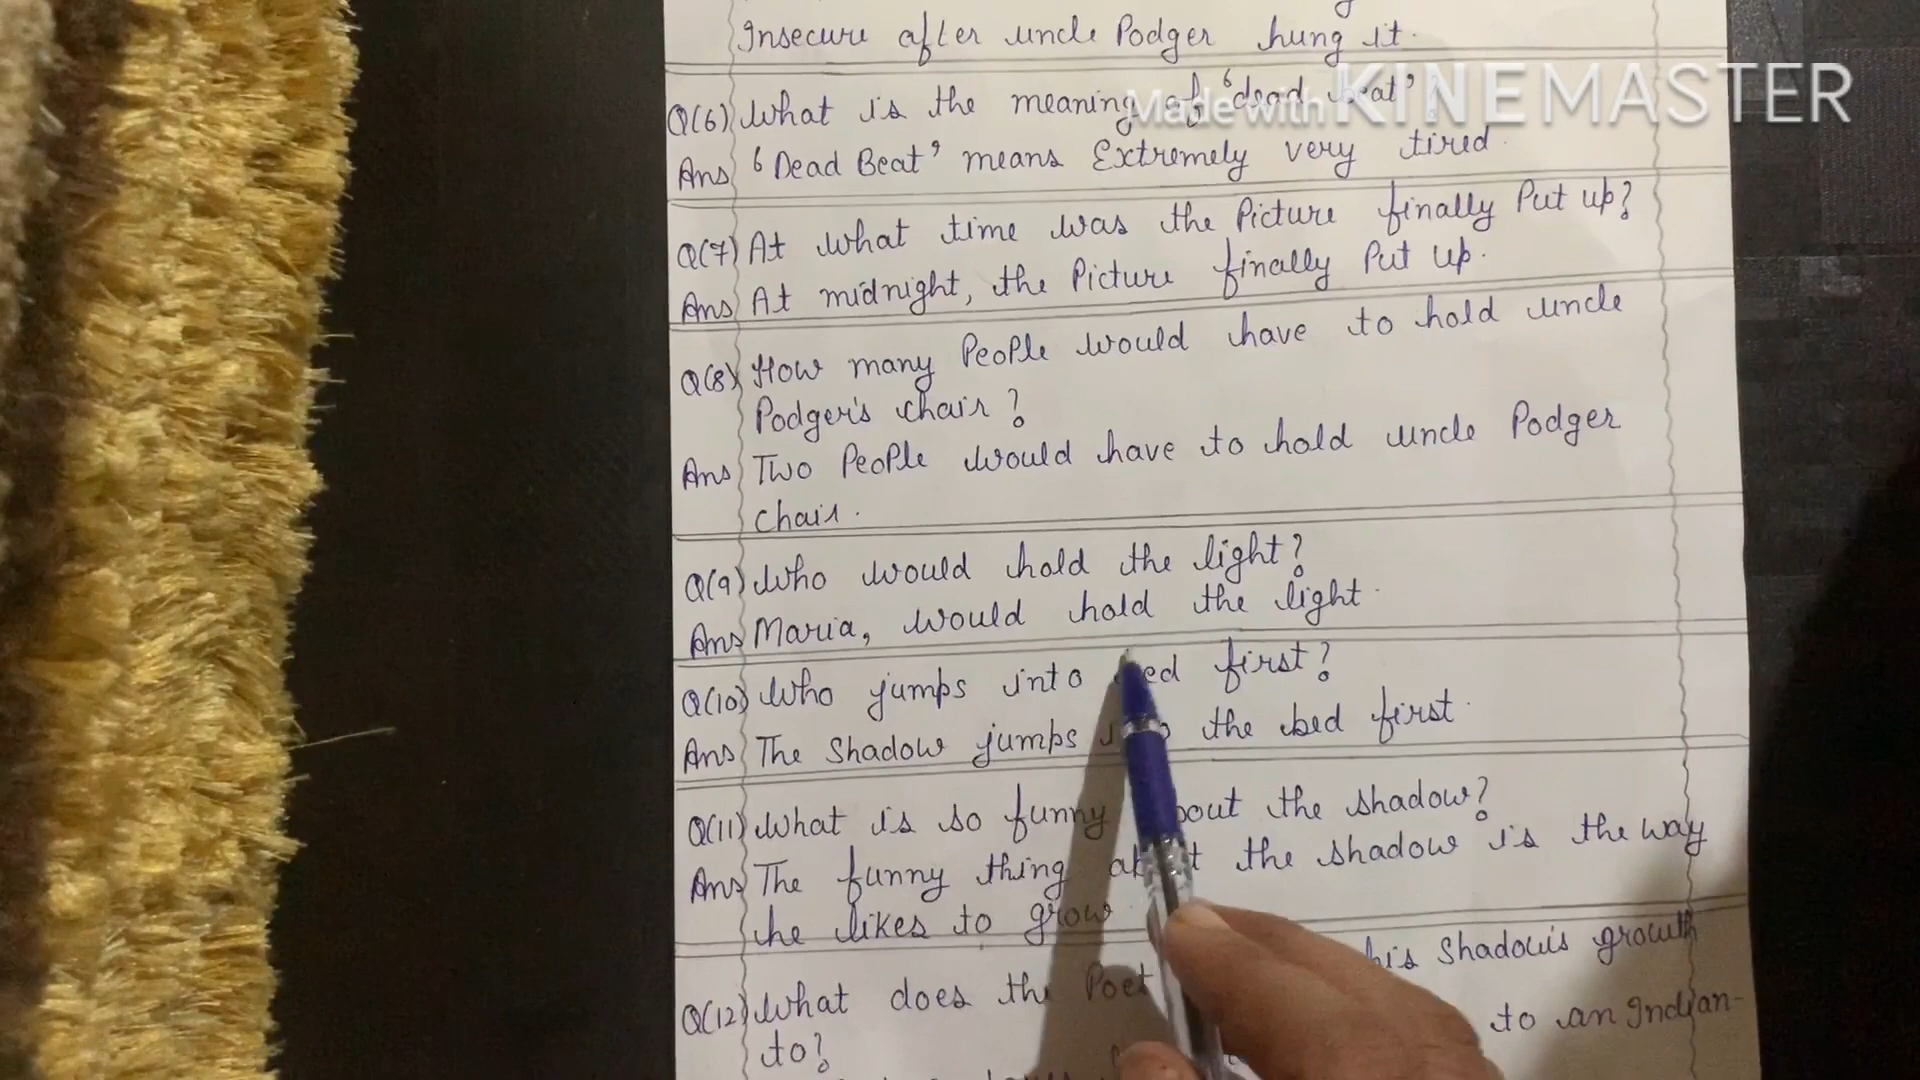 Insecure after uncle Podger hung it.
Made with KINEMASTER
Q(6) What is the meaning of 'dead beat'
Ans 'Dead Beat' means Extremely very tired.
Q(7) At what time was the Picture finally Put up?
Ans At midnight, the Picture finally Put up.
Q(8) How many People would have to hold uncle
Podger's chair?
Ans Two People would have to hold uncle Podger
chair.
Q(9) Who would hold the light?
Ans Maria, would hold the light.
Q(10) Who jumps into bed first?
Ans The Shadow jumps the bed first.
Q(11) What is so funny about the shadow?
Ans The funny thing about the shadow is the way
he likes to grow.
Q(12) What does the Poet his Shadow's growth
to?
to an Indian-